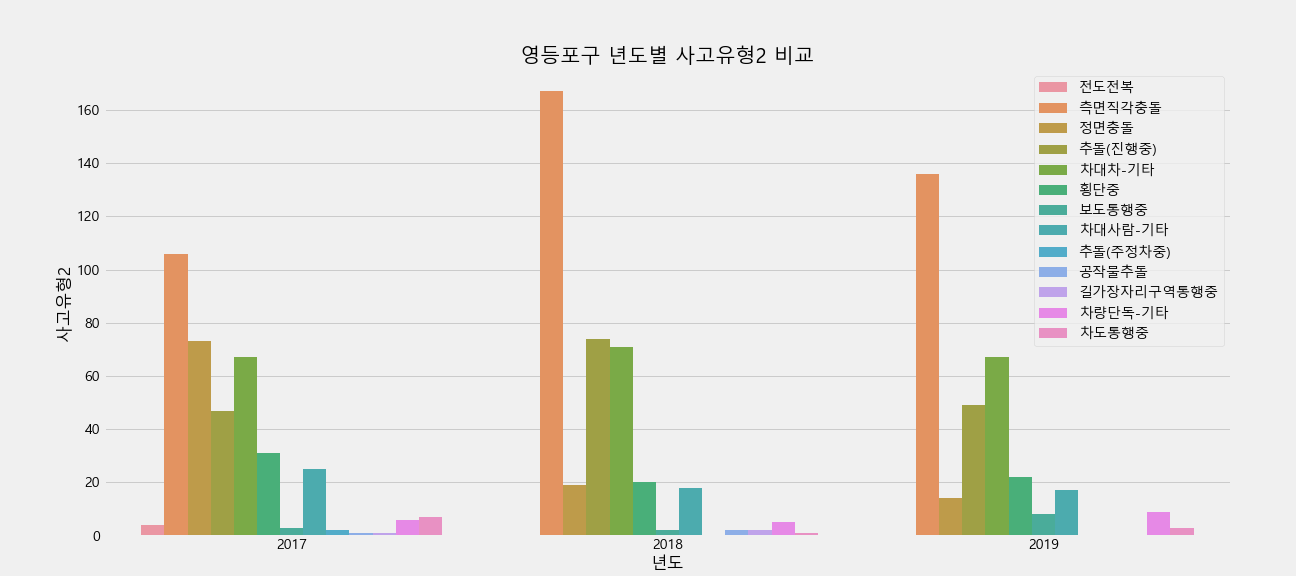 영등포구 년도별 사고유형2 비교
전도전복
측면직각충돌
정면충돌
추돌(진행중)
차대차-기타
횡단중
보도통행중
차대사람-기타
추돌(주정차중)
공작물추돌
길가장자리구역통행중
차량단독-기타
차도통행중
사고유형2
160
140
120
100
80
60
40
20
0
2017 2018 2019
년도